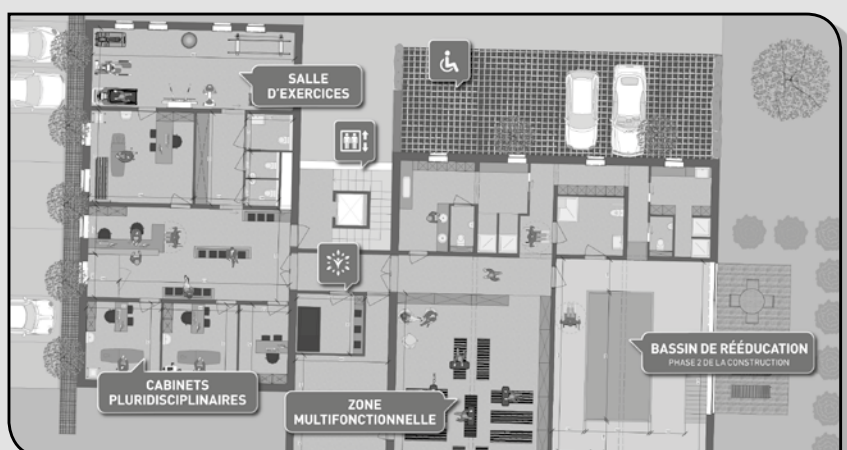 SALLE
D'EXERCICES
CABINETS
PLURIDISCIPLINAIRES
ZONE
MULTIFONCTIONNELLE
BASSIN DE RÉÉDUCATION
PHASE 2 DE LA CONSTRUCTION